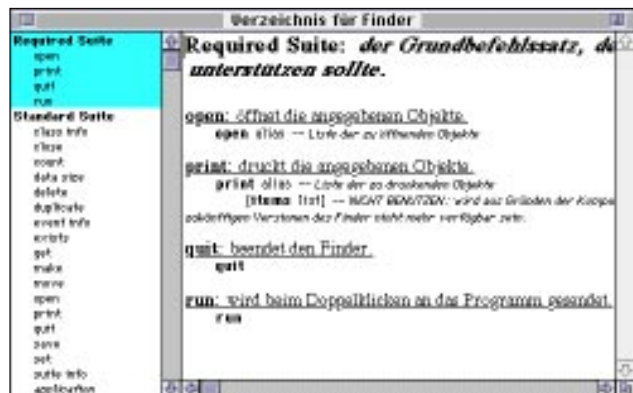 Verzeichnis für Finder
Required Suite
open
print
quit
run
Standard Suite
class info
close
count
data size
delete
duplicate
event info
exists
get
make
move
open
print
quit
save
set
suite info
application
Required Suite: der Grundbefehlssatz, de
unterstützen sollte.
open: öffnet die angegebenen Objekte.
open alias -- Liste der zu öffnenden Objekte
print: druckt die angegebenen Objekte.
print alias -- Liste der zu druckenden Objekte
[items list] -- NICHT BENUTZEN: wird aus Gründen der Kompa
zukünftigen Versionen des Finder nicht mehr verfügbar sein.
quit: beendet den Finder.
quit
run: wird beim Doppelklicken an das Programm gesendet.
run